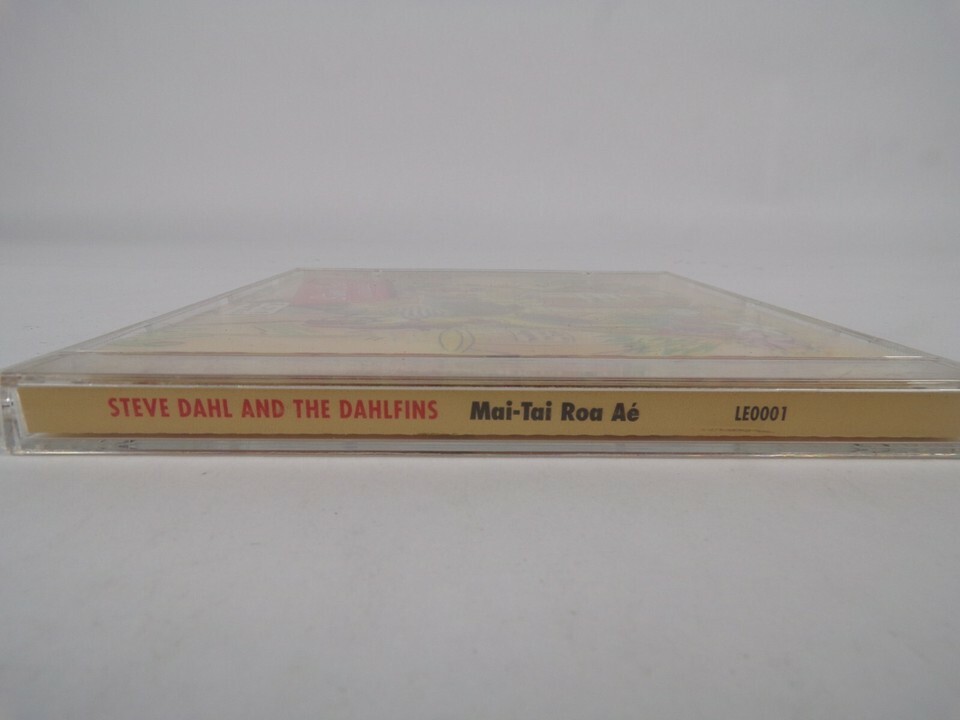 STEVE DAHL AND THE DAHLFINS Mai-Tai Roa Aé LE0001